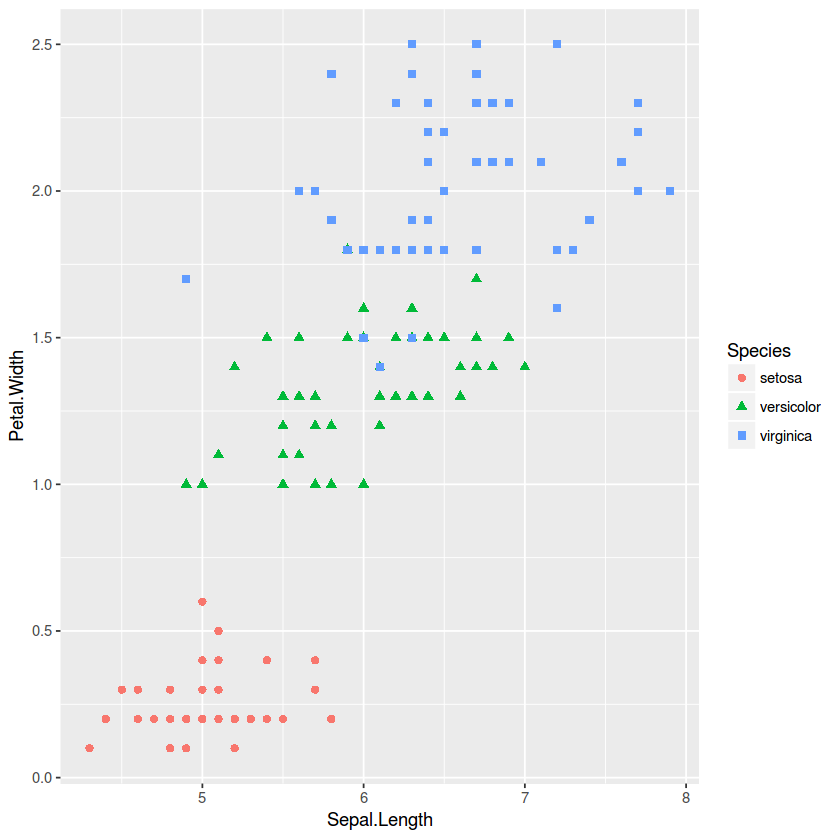 2.5
2.0
1.5
1.0
0.5
0.0
Petal.Width
5 6 7 8
Sepal.Length
Species
setosa
versicolor
virginica